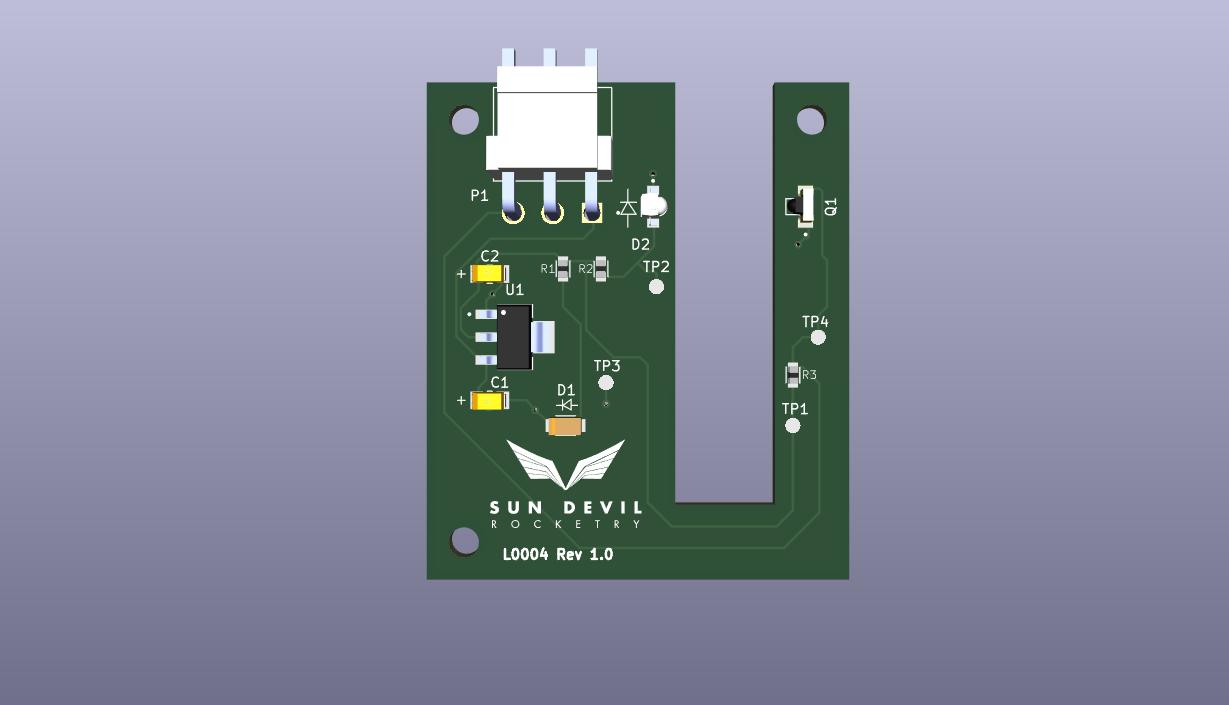 P1
Q1
D2
C2
R1
R2
TP2
+
U1
TP4
TP3
R3
C1
D1
+
TP1
SUN DEVIL
ROCKETRY
L0004 Rev 1.0